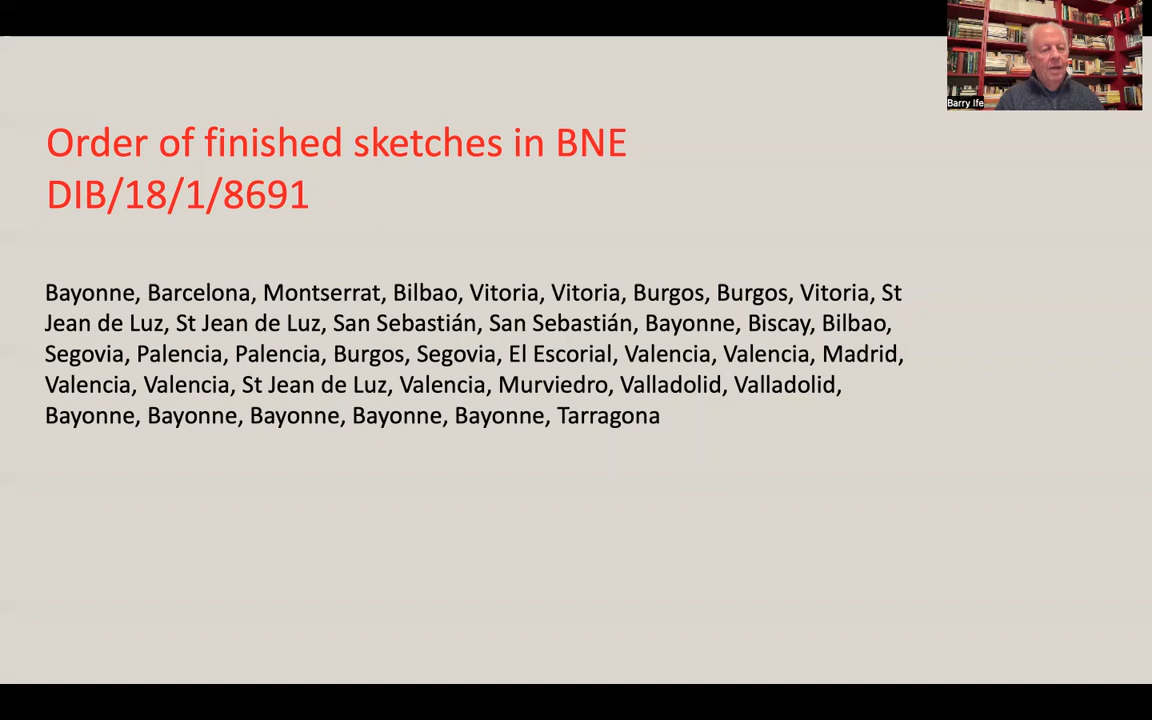 Barry Ife
Order of finished sketches in BNE
DIB/18/1/8691
Bayonne, Barcelona, Montserrat, Bilbao, Vitoria, Vitoria, Burgos, Burgos, Vitoria, St
Jean de Luz, St Jean de Luz, San Sebastián, San Sebastián, Bayonne, Biscay, Bilbao,
Segovia, Palencia, Palencia, Burgos, Segovia, El Escorial, Valencia, Valencia, Madrid,
Valencia, Valencia, St Jean de Luz, Valencia, Murviedro, Valladolid, Valladolid,
Bayonne, Bayonne, Bayonne, Bayonne, Bayonne, Tarragona